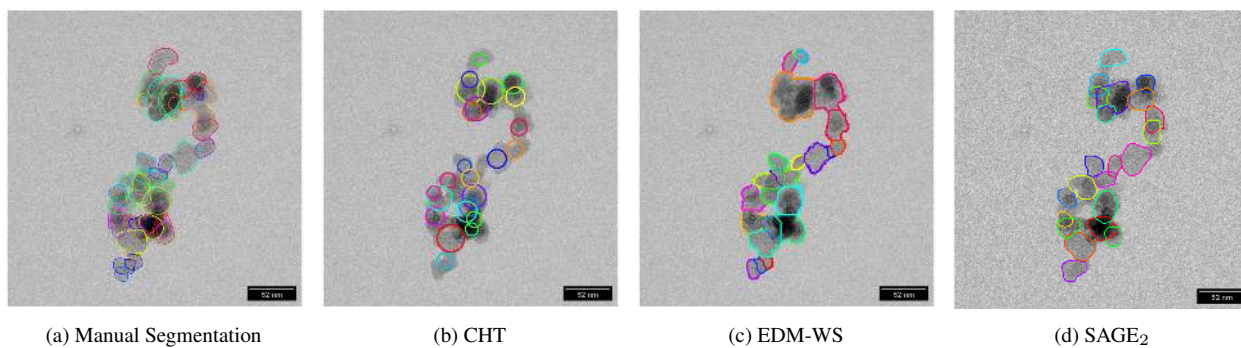 52 nm
52 nm
52 nm
52 nm
(a) Manual Segmentation
(b) CHT
(c) EDM-WS
(d) SAGE₂